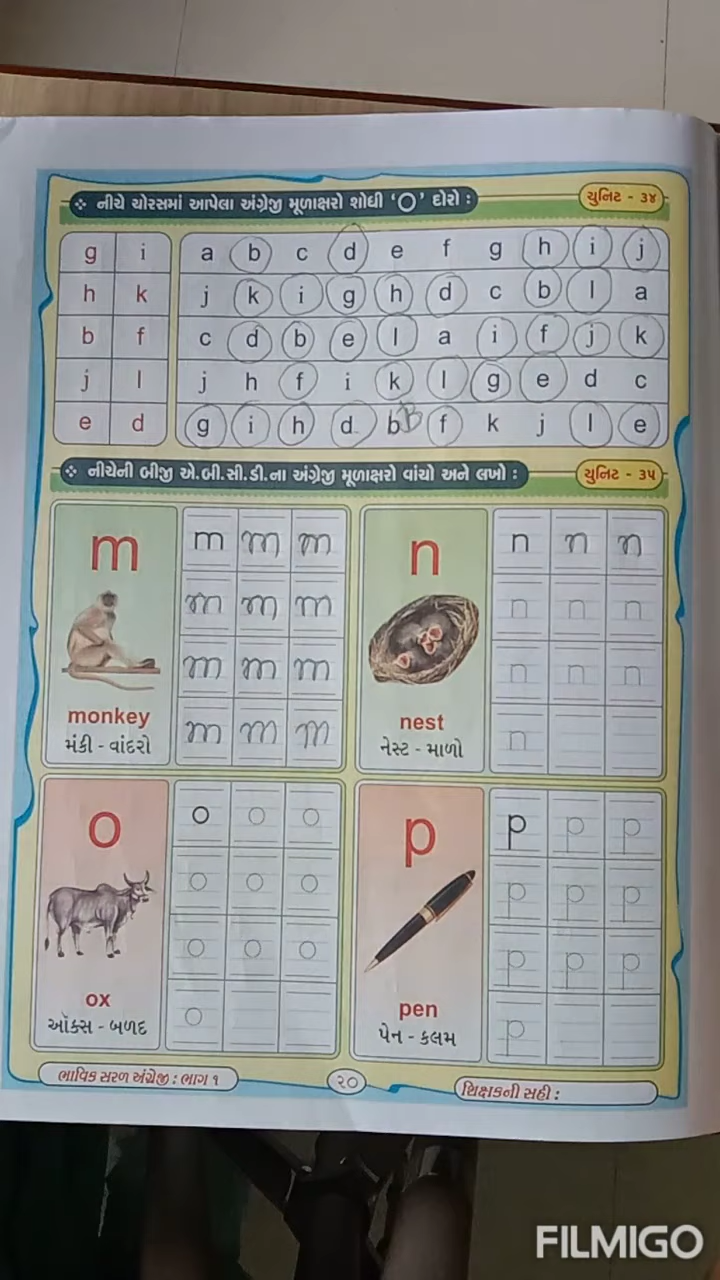 ❖ નીચે ચોરસમાં આપેલા અંગ્રેજી મૂળાક્ષરો શોધી ‘O’ દોરો : યુનિટ - ૩૪
g i a b c d e f g h i j
h k j k i g h d c b l a
b f c d b e l a i f j k
j l j h f i k l g e d c
e d g i h d b B f k j l e
❖ નીચેની બીજી એ.બી.સી.ડી.ના અંગ્રેજી મૂળાક્ષરો વાંચો અને લખો : યુનિટ - ૩૫
m m m m
m m m
m m m
m m m
monkey
મંકી - વાંદરો
n n n n
n n n
n n n
n
nest
નેસ્ટ - માળો
o o o o
o o o
o o o
o
ox
ઑક્સ - બળદ
p p p p
p p p
p p p
p
pen
પેન - કલમ
ભાવિક સરળ અંગ્રેજી : ભાગ ૧ ૨૦ શિક્ષકની સહી :
FILMIGO